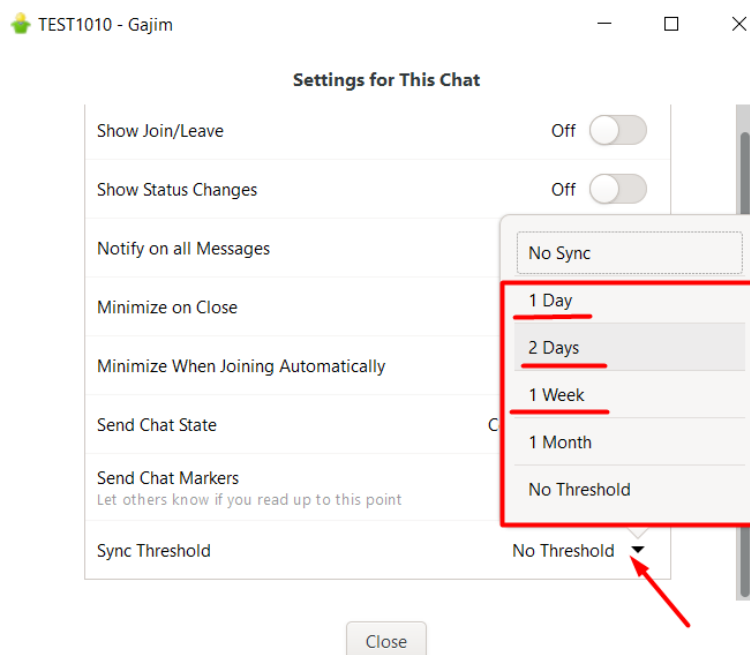 TEST1010 - Gajim
Settings for This Chat
Show Join/Leave
Off
Show Status Changes
Off
Notify on all Messages
No Sync
1 Day
Minimize on Close
2 Days
Minimize When Joining Automatically
1 Week
Send Chat State
C
1 Month
Send Chat Markers
Let others know if you read up to this point
No Threshold
Sync Threshold
No Threshold
Close